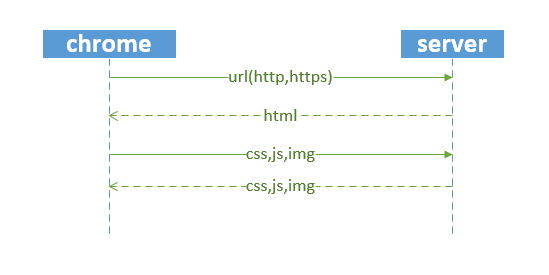 chrome
server
url(http,https)
html
css,js,img
css,js,img